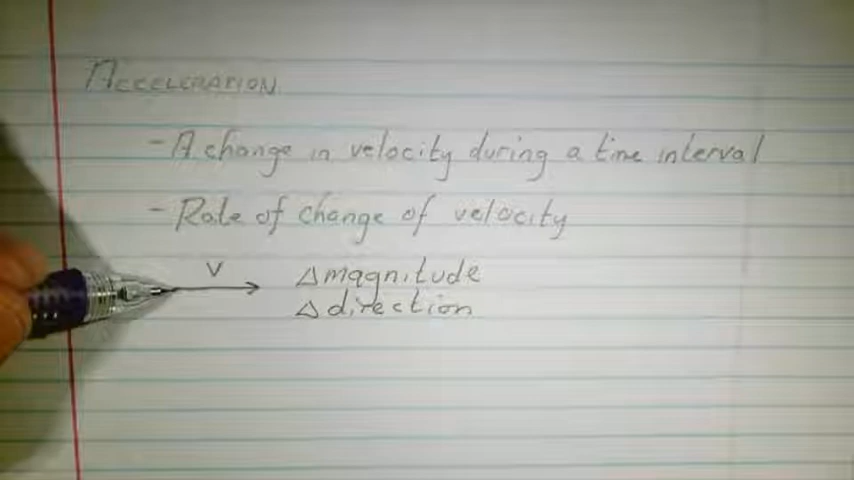 ACCELERATION
- A change in velocity during a time interval
- Rate of change of velocity
V Δmagnitude
Δdirection